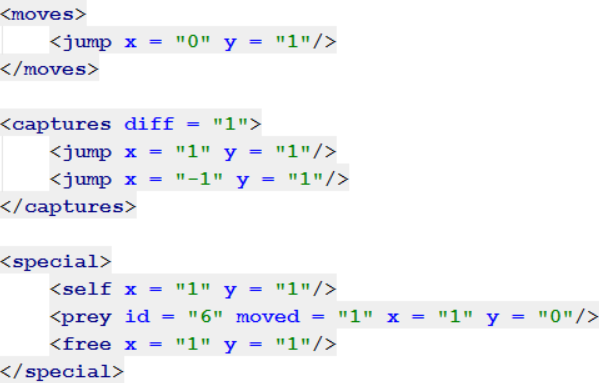 <moves>
<jump x = "0" y = "1"/>
</moves>
<captures diff = "1">
<jump x = "1" y = "1"/>
<jump x = "-1" y = "1"/>
</captures>
<special>
<self x = "1" y = "1"/>
<prey id = "6" moved = "1" x = "1" y = "0"/>
<free x = "1" y = "1"/>
</special>